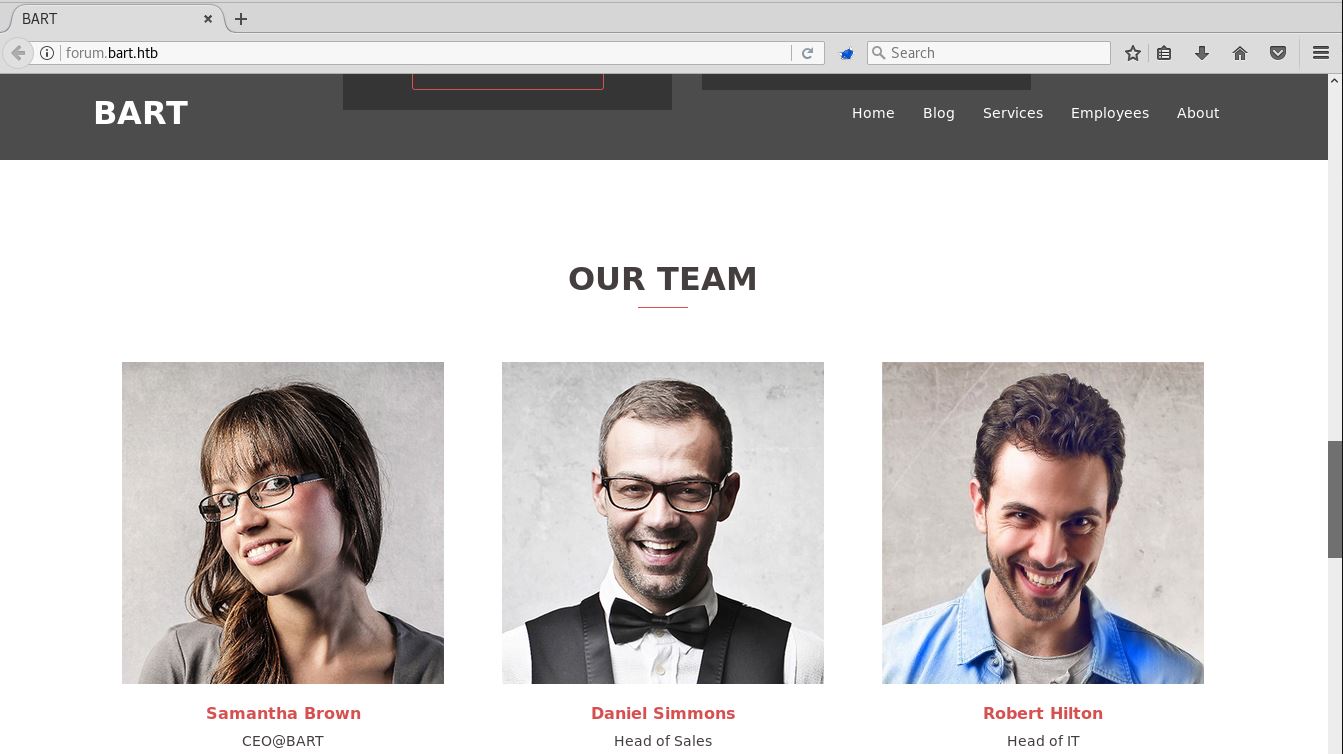 BART
forum.bart.htb
Search
BART
Home Blog Services Employees About
OUR TEAM
Samantha Brown Daniel Simmons Robert Hilton
CEO@BART Head of Sales Head of IT